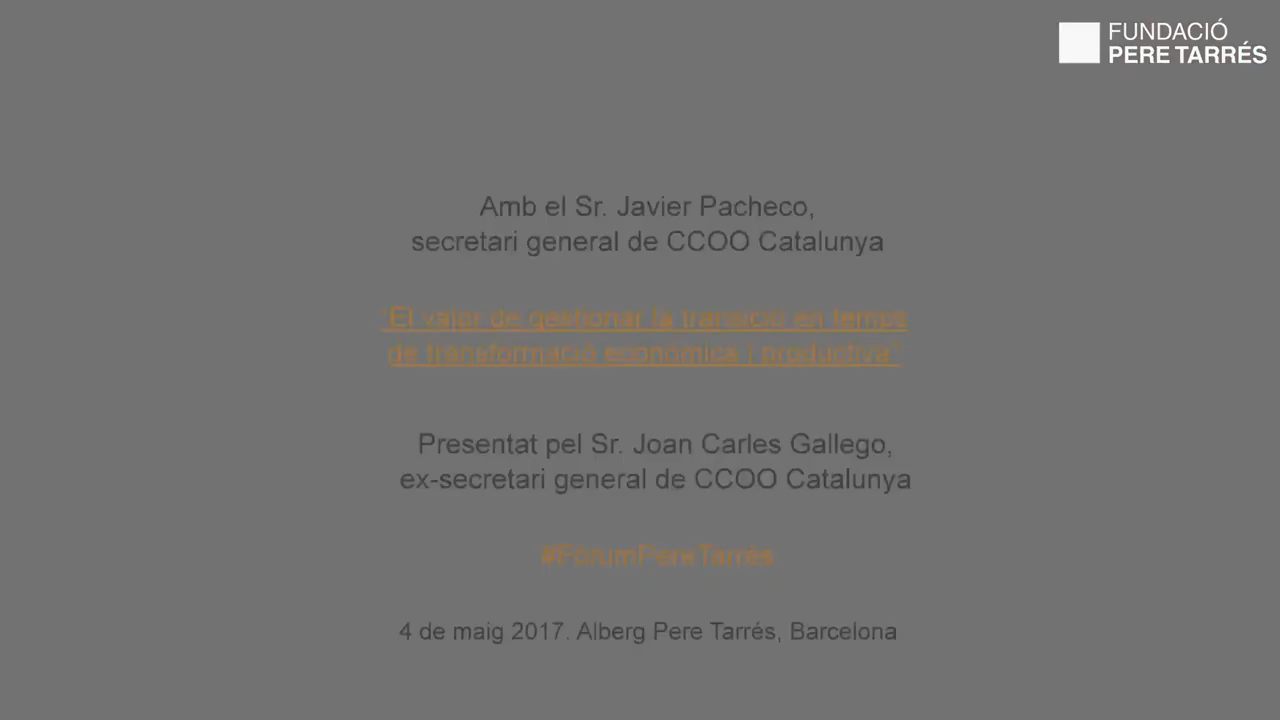 FUNDACIÓ
PERE TARRÉS
Amb el Sr. Javier Pacheco,
secretari general de CCOO Catalunya
"El valor de gestionar la transició en temps
de transformació econòmica i productiva"
Presentat pel Sr. Joan Carles Gallego,
ex-secretari general de CCOO Catalunya
#FòrumPereTarrés
4 de maig 2017. Alberg Pere Tarrés, Barcelona